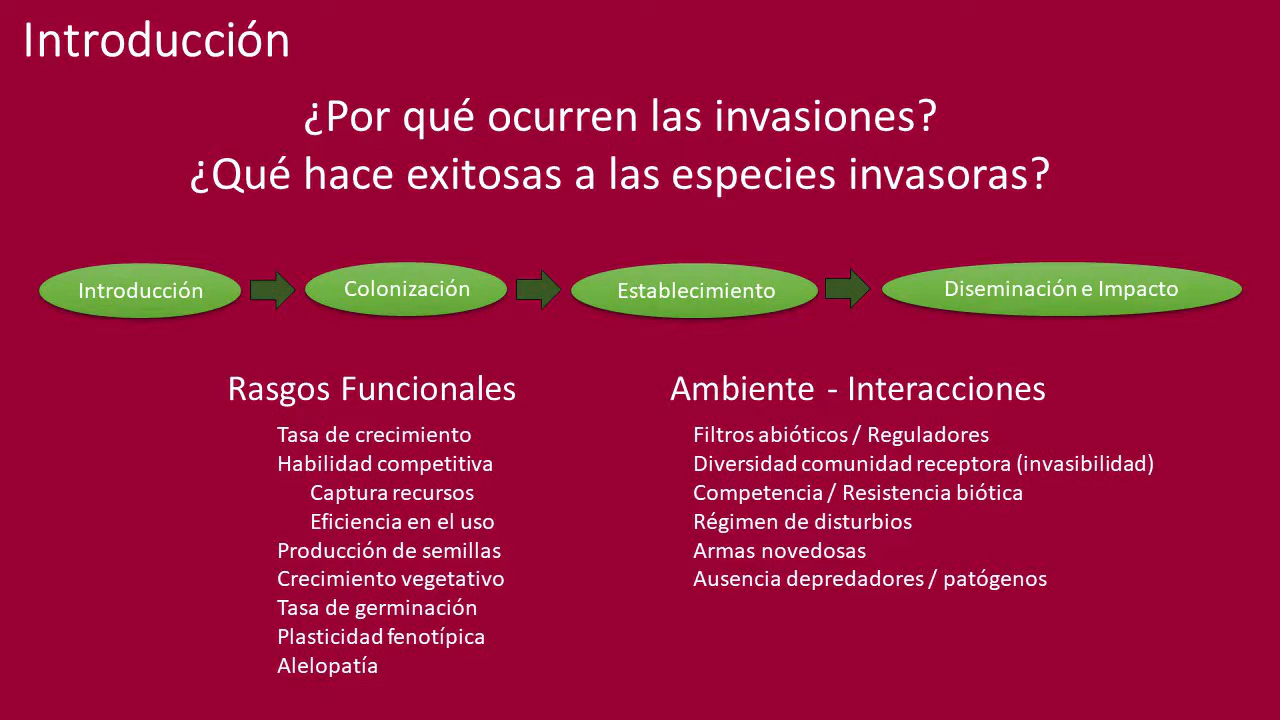 Introducción
¿Por qué ocurren las invasiones?
¿Qué hace exitosas a las especies invasoras?
Introducción
Colonización
Establecimiento
Diseminación e Impacto
Rasgos Funcionales
Tasa de crecimiento
Habilidad competitiva
Captura recursos
Eficiencia en el uso
Producción de semillas
Crecimiento vegetativo
Tasa de germinación
Plasticidad fenotípica
Alelopatía
Ambiente - Interacciones
Filtros abióticos / Reguladores
Diversidad comunidad receptora (invasibilidad)
Competencia / Resistencia biótica
Régimen de disturbios
Armas novedosas
Ausencia depredadores / patógenos